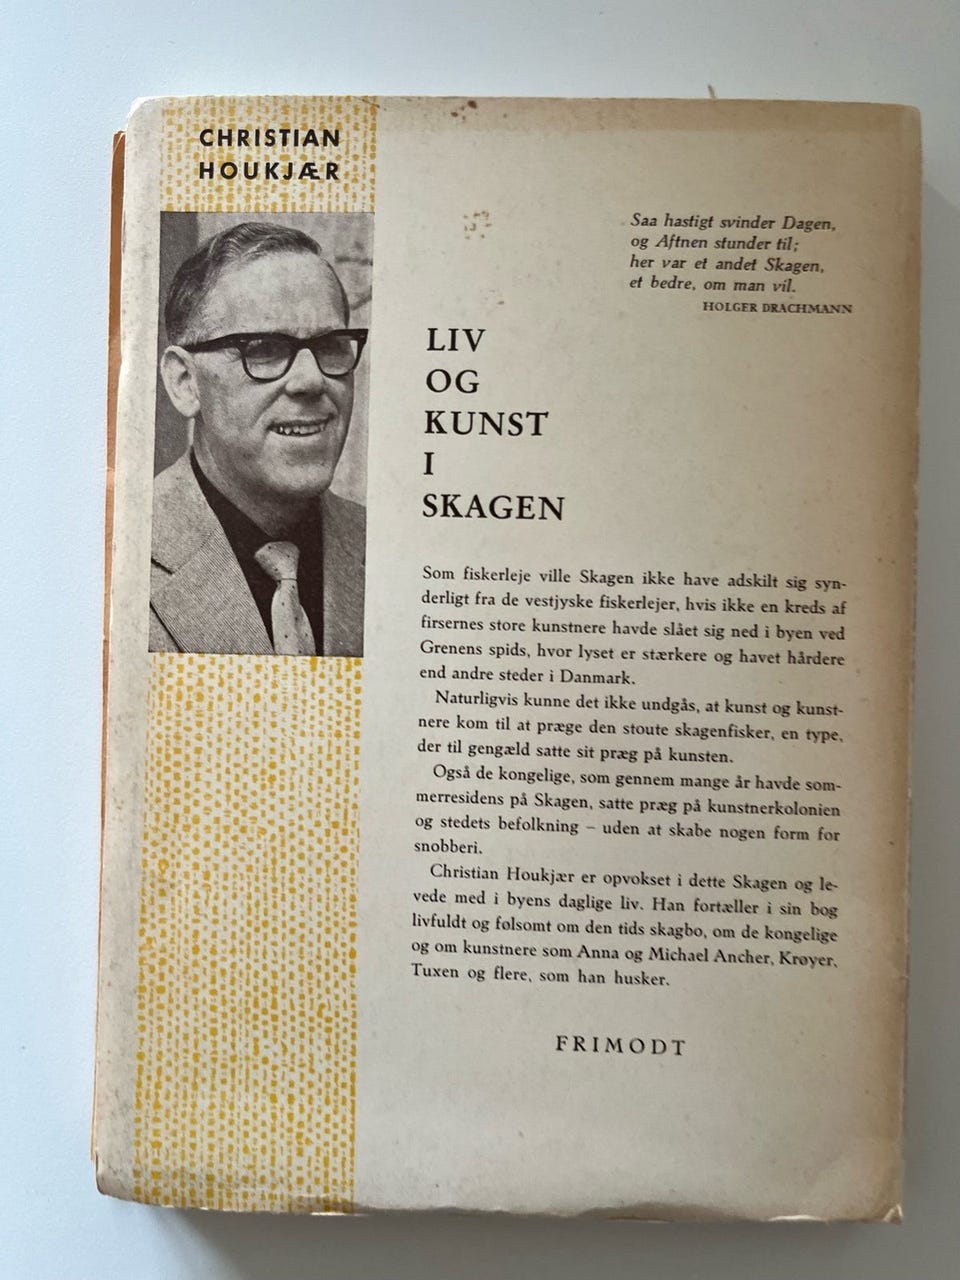 CHRISTIAN
HOUKJÆR
Saa hastigt svinder Dagen,
og Aftnen stunder til;
her var et andet Skagen,
et bedre, om man vil.
HOLGER DRACHMANN
LIV
OG
KUNST
I
SKAGEN
Som fiskerleje ville Skagen ikke have adskilt sig syn-
derligt fra de vestjyske fiskerlejer, hvis ikke en kreds af
firsernes store kunstnere havde slået sig ned i byen ved
Grenens spids, hvor lyset er stærkere og havet hårdere
end andre steder i Danmark.
Naturligvis kunne det ikke undgås, at kunst og kunst-
nere kom til at præge den stoute skagenfisker, en type,
der til gengæld satte sit præg på kunsten.
Også de kongelige, som gennem mange år havde som-
merresidens på Skagen, satte præg på kunstnerkolonien
og stedets befolkning – uden at skabe nogen form for
snobberi.
Christian Houkjær er opvokset i dette Skagen og le-
vede med i byens daglige liv. Han fortæller i sin bog
livfuldt og følsomt om den tids skagbo, om de kongelige
og om kunstnere som Anna og Michael Ancher, Krøyer,
Tuxen og flere, som han husker.
FRIMODT